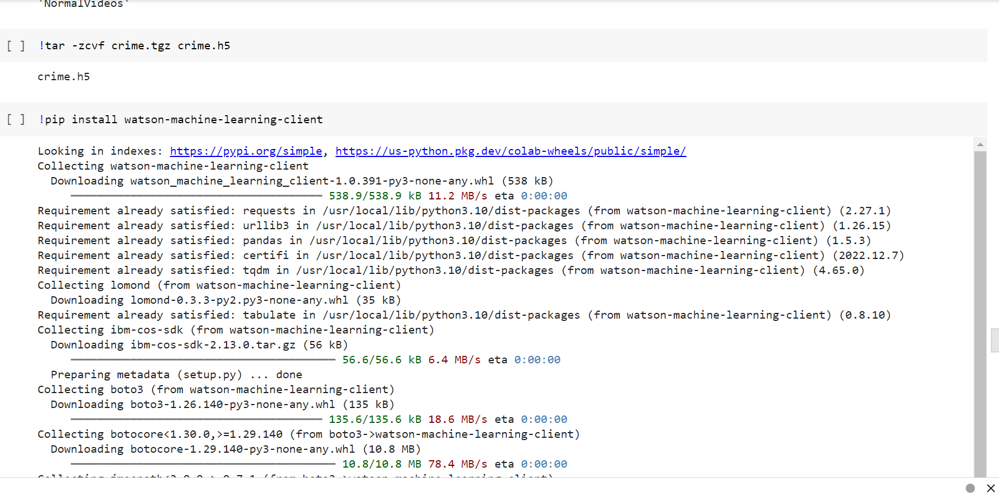 'NormalVideos'
[ ] !tar -zcvf crime.tgz crime.h5
crime.h5
[ ] !pip install watson-machine-learning-client
Looking in indexes: https://pypi.org/simple, https://us-python.pkg.dev/colab-wheels/public/simple/
Collecting watson-machine-learning-client
Downloading watson_machine_learning_client-1.0.391-py3-none-any.whl (538 kB)
538.9/538.9 kB 11.2 MB/s eta 0:00:00
Requirement already satisfied: requests in /usr/local/lib/python3.10/dist-packages (from watson-machine-learning-client) (2.27.1)
Requirement already satisfied: urllib3 in /usr/local/lib/python3.10/dist-packages (from watson-machine-learning-client) (1.26.15)
Requirement already satisfied: pandas in /usr/local/lib/python3.10/dist-packages (from watson-machine-learning-client) (1.5.3)
Requirement already satisfied: certifi in /usr/local/lib/python3.10/dist-packages (from watson-machine-learning-client) (2022.12.7)
Requirement already satisfied: tqdm in /usr/local/lib/python3.10/dist-packages (from watson-machine-learning-client) (4.65.0)
Collecting lomond (from watson-machine-learning-client)
Downloading lomond-0.3.3-py2.py3-none-any.whl (35 kB)
Requirement already satisfied: tabulate in /usr/local/lib/python3.10/dist-packages (from watson-machine-learning-client) (0.8.10)
Collecting ibm-cos-sdk (from watson-machine-learning-client)
Downloading ibm-cos-sdk-2.13.0.tar.gz (56 kB)
56.6/56.6 kB 6.4 MB/s eta 0:00:00
Preparing metadata (setup.py) ... done
Collecting boto3 (from watson-machine-learning-client)
Downloading boto3-1.26.140-py3-none-any.whl (135 kB)
135.6/135.6 kB 18.6 MB/s eta 0:00:00
Collecting botocore<1.30.0,>=1.29.140 (from boto3->watson-machine-learning-client)
Downloading botocore-1.29.140-py3-none-any.whl (10.8 MB)
10.8/10.8 MB 78.4 MB/s eta 0:00:00
Collecting jmespath<2.0.0,>=0.7.1 (from boto3->watson-machine-learning-client)